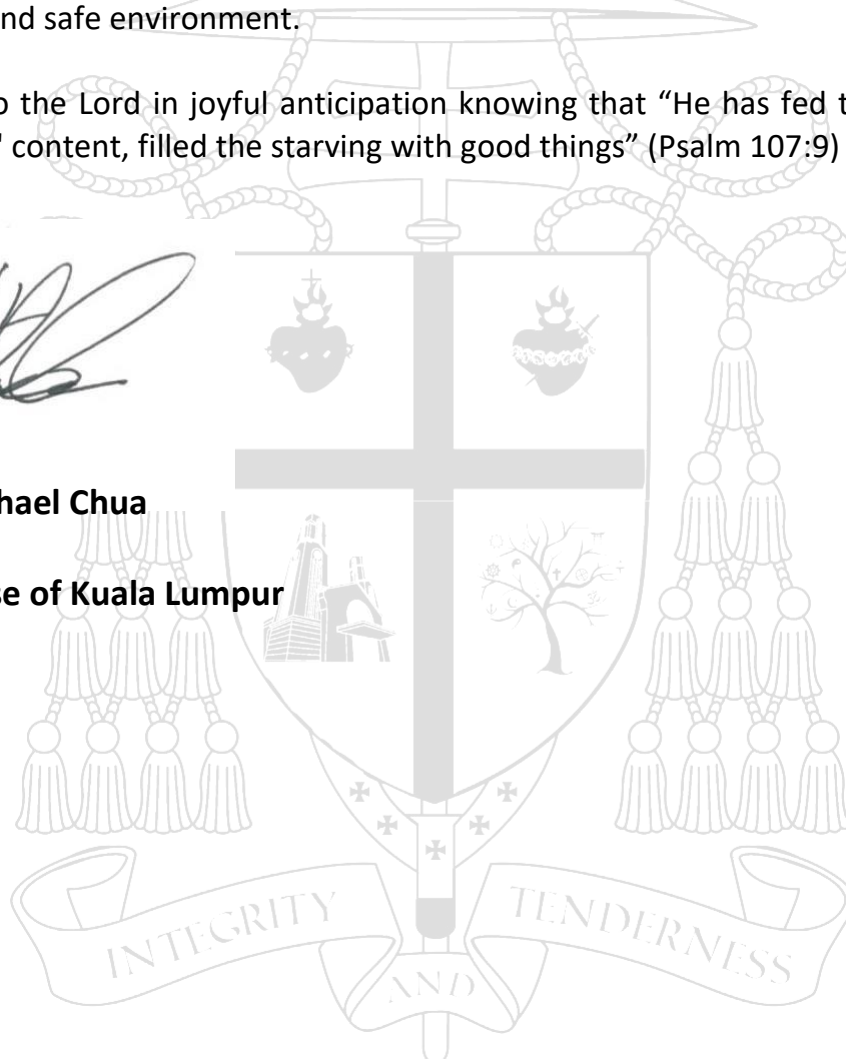 nd safe environment.
o the Lord in joyful anticipation knowing that “He has fed t
' content, filled the starving with good things” (Psalm 107:9)
hael Chua
se of Kuala Lumpur
INTEGRITY
AND
TENDERNESS